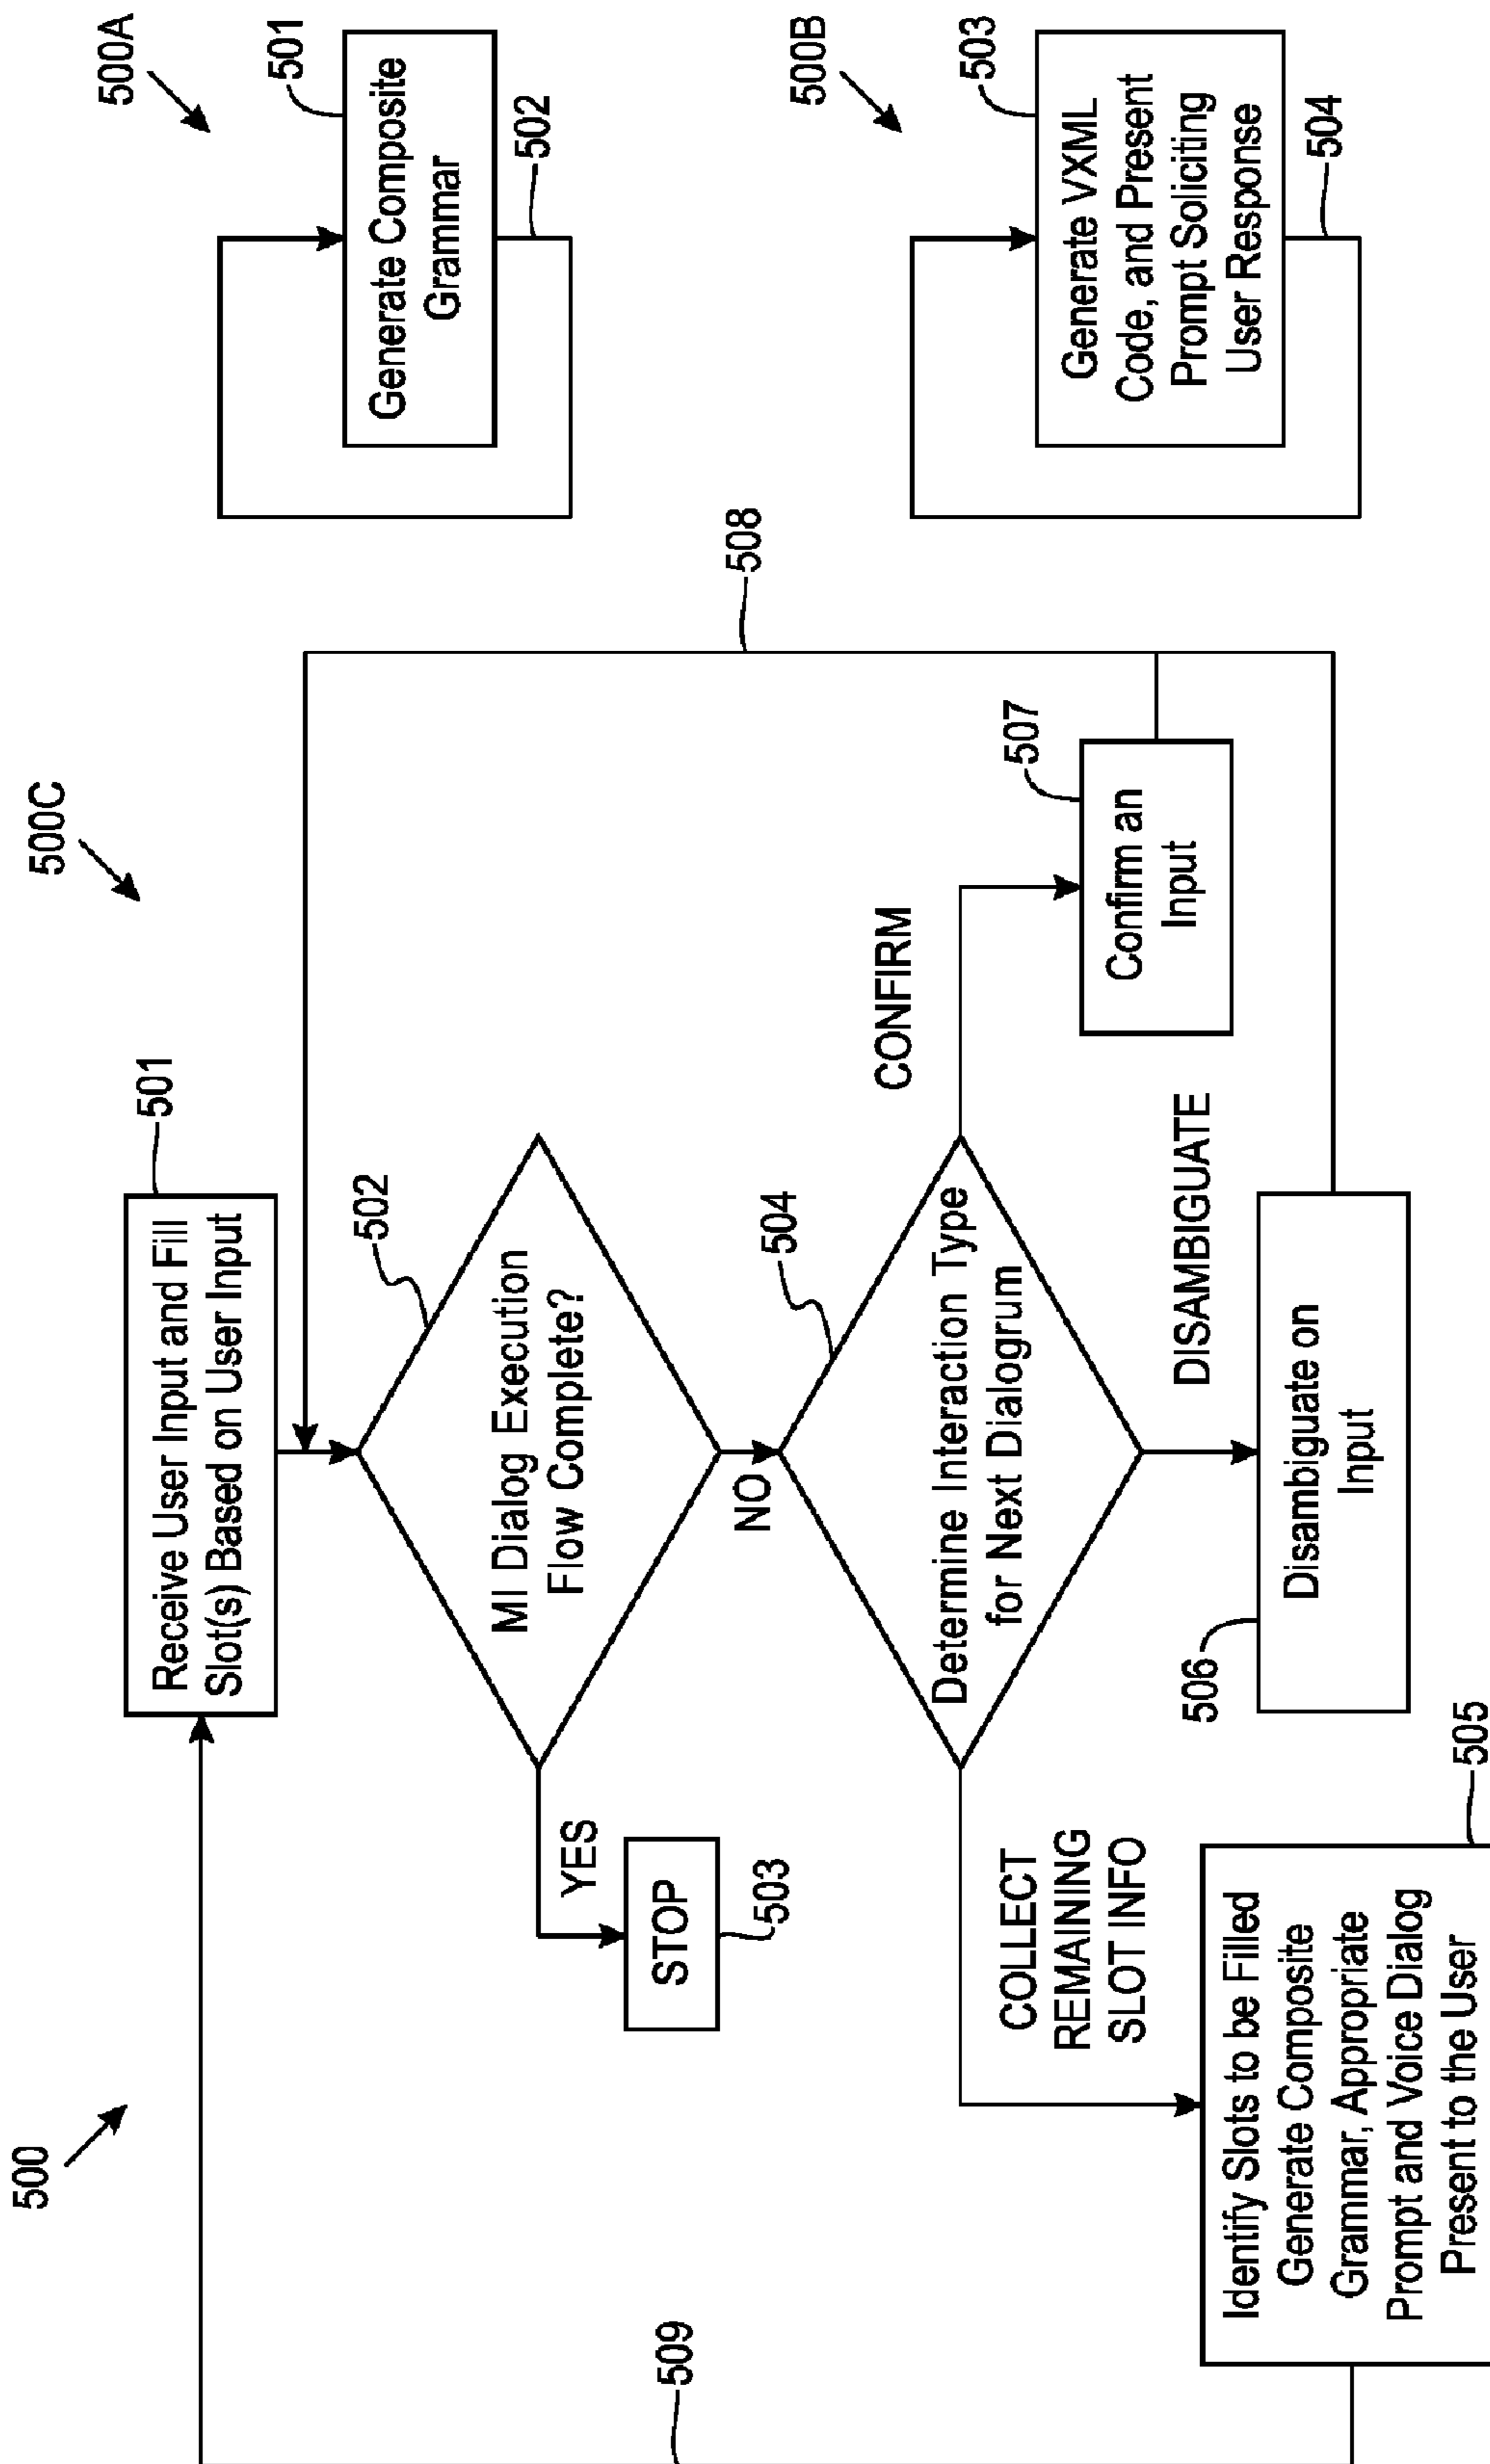 500
500C
501
Receive User Input and Fill
Slot(s) Based on User Input
502
MI Dialog Execution
Flow Complete?
YES
STOP
503
NO
504
Determine Interaction Type
for Next Dialogrum
CONFIRM
507
Confirm an
Input
508
DISAMBIGUATE
506
Disambiguate on
Input
COLLECT
REMAINING
SLOT INFO
505
Identify Slots to be Filled
Generate Composite
Grammar, Appropriate
Prompt and Voice Dialog
Present to the User
509
500A
501
Generate Composite
Grammar
502
500B
503
Generate VXML
Code, and Present
Prompt Soliciting
User Response
504